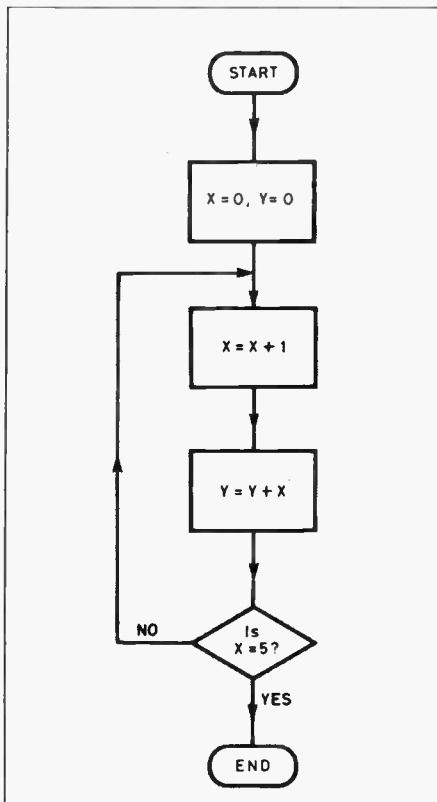 START
X=0, Y=0
X=X+1
Y=Y+X
Is
X=5?
NO
YES
END